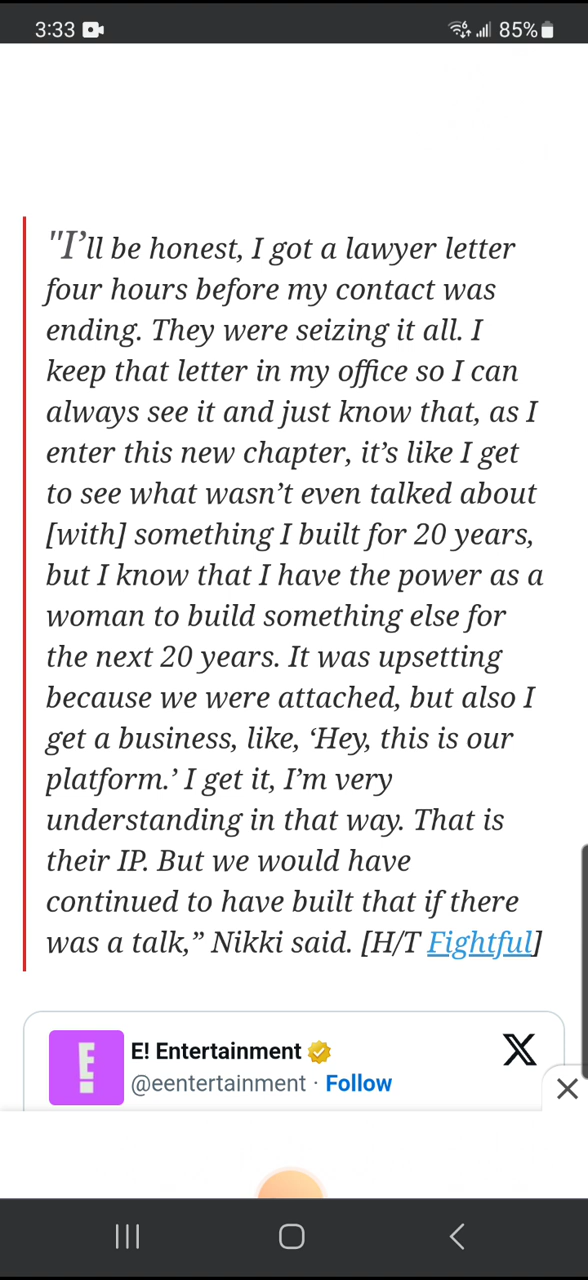 3:33
85%
"I’ll be honest, I got a lawyer letter
four hours before my contact was
ending. They were seizing it all. I
keep that letter in my office so I can
always see it and just know that, as I
enter this new chapter, it’s like I get
to see what wasn’t even talked about
[with] something I built for 20 years,
but I know that I have the power as a
woman to build something else for
the next 20 years. It was upsetting
because we were attached, but also I
get a business, like, ‘Hey, this is our
platform.’ I get it, I’m very
understanding in that way. That is
their IP. But we would have
continued to have built that if there
was a talk,” Nikki said. [H/T Fightful]
E! Entertainment
@eentertainment · Follow